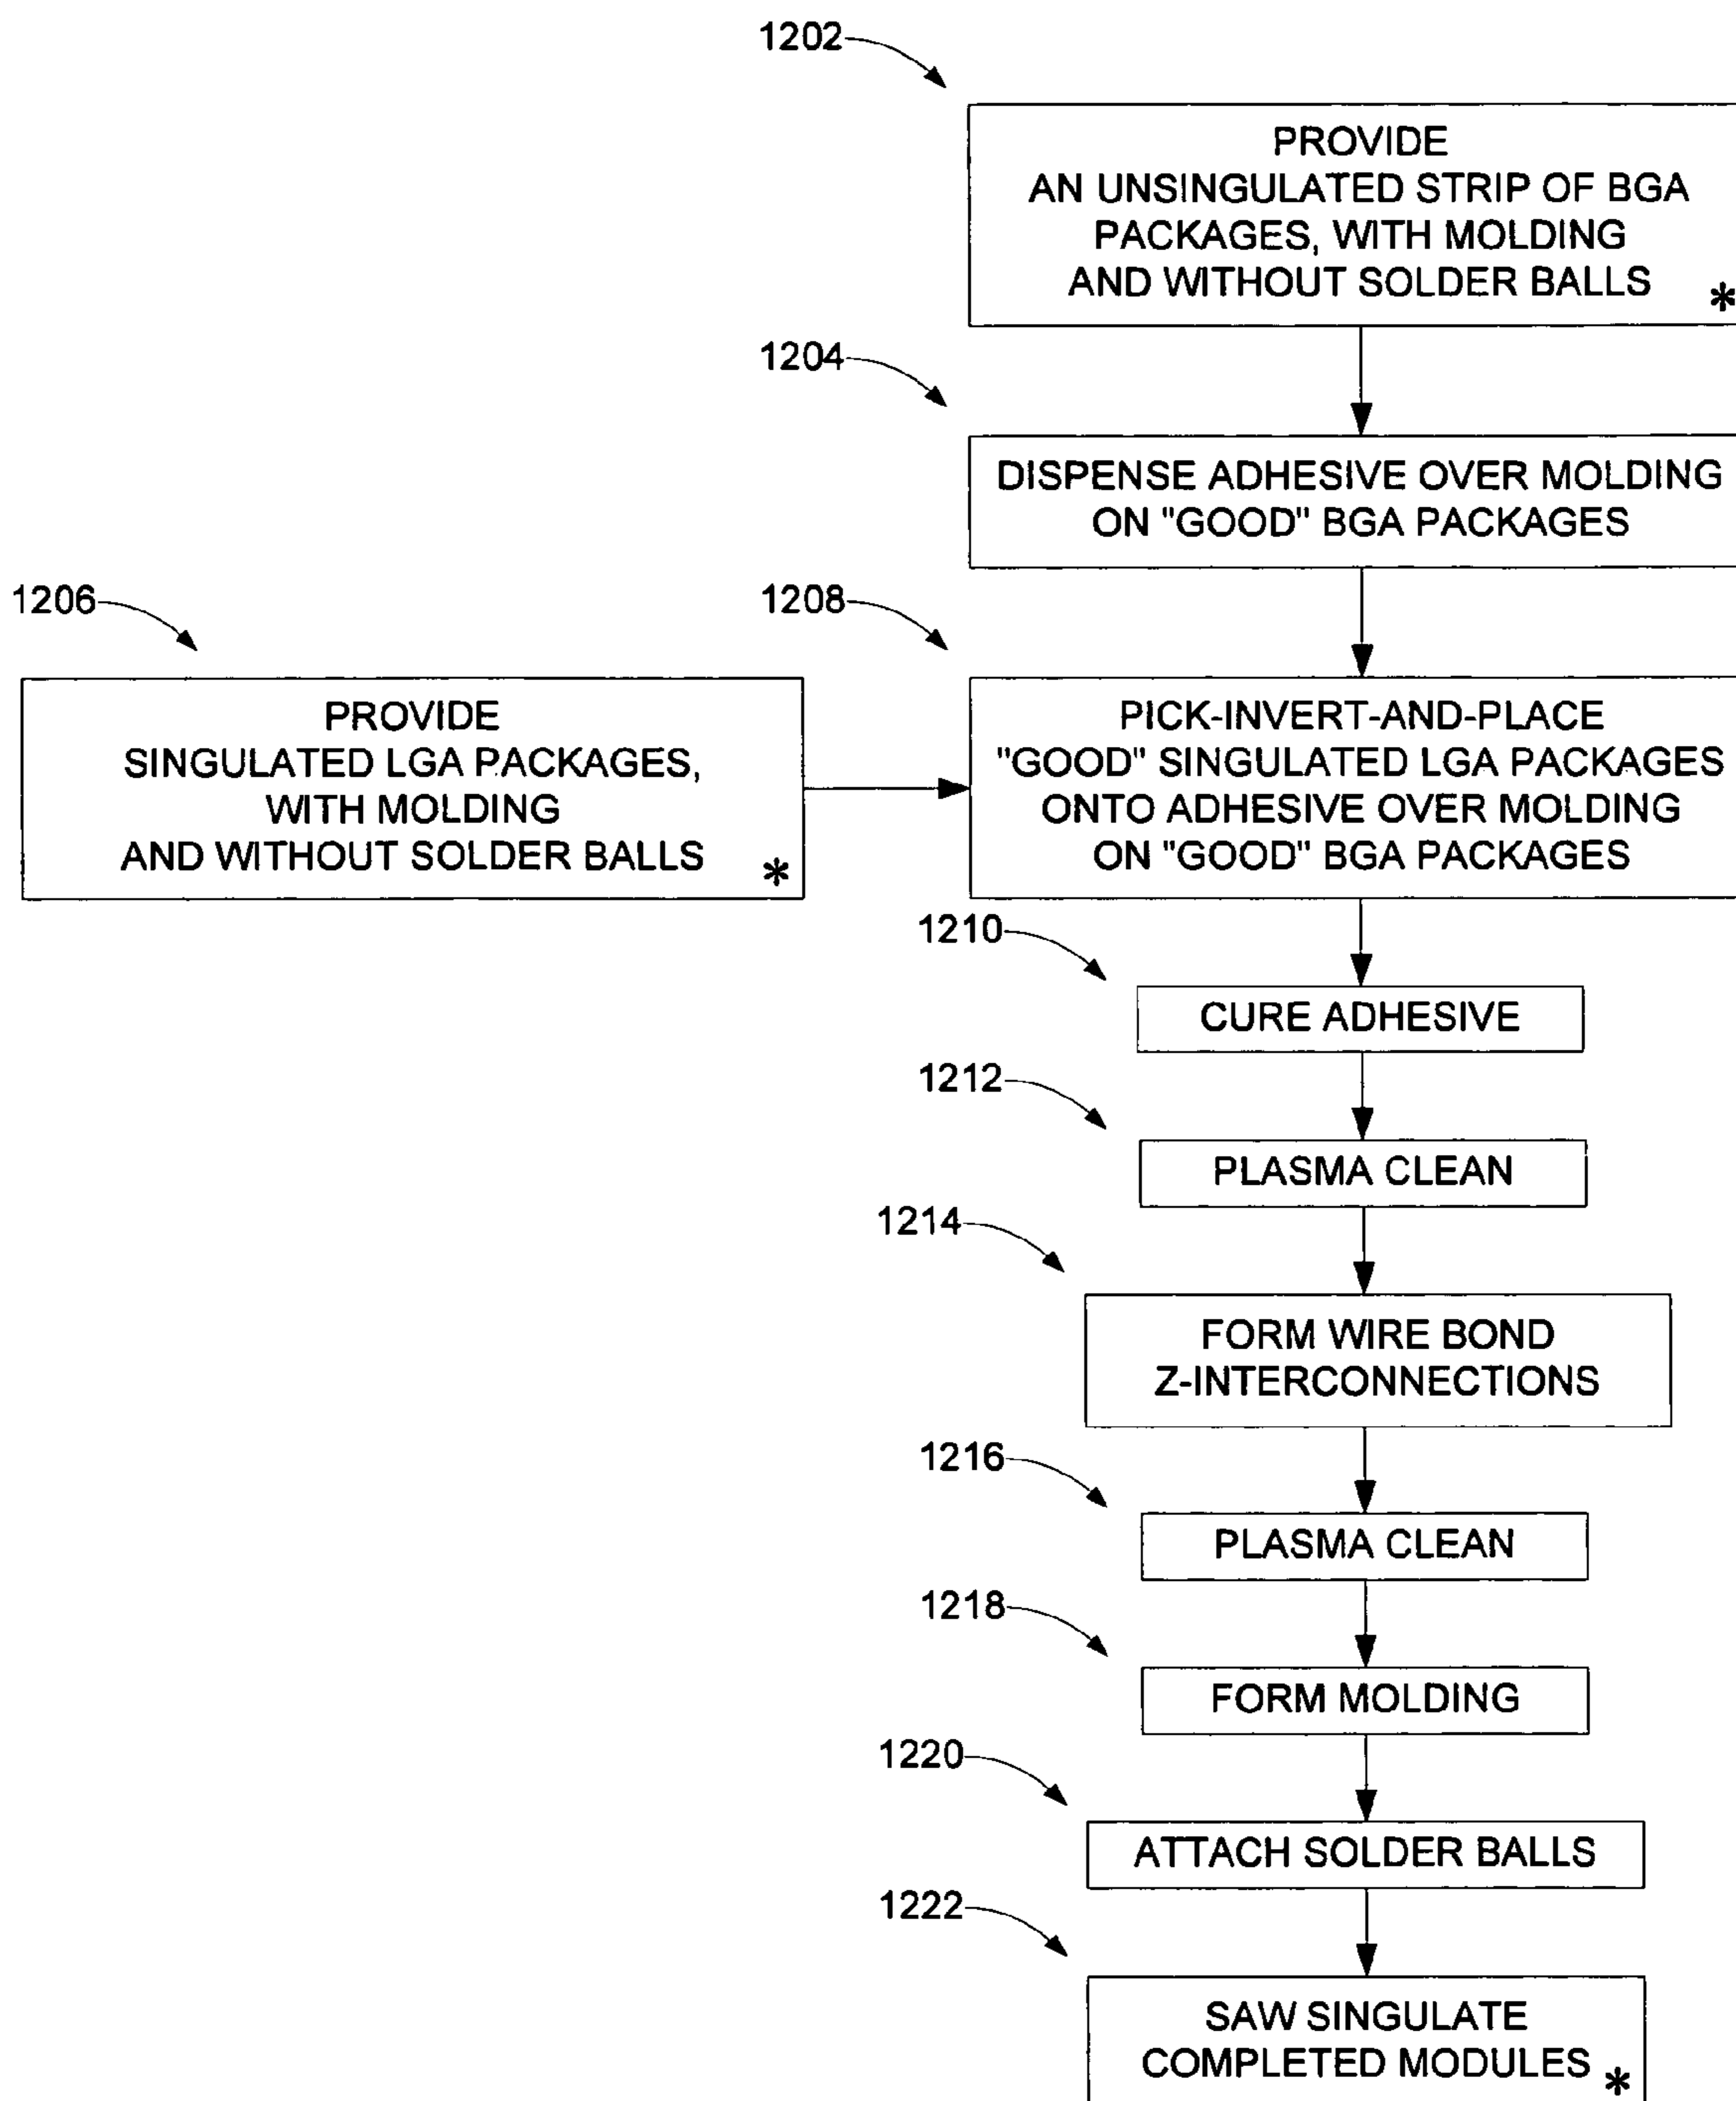 1202
PROVIDE
AN UNSINGULATED STRIP OF BGA
PACKAGES, WITH MOLDING
AND WITHOUT SOLDER BALLS *
1204
DISPENSE ADHESIVE OVER MOLDING
ON "GOOD" BGA PACKAGES
1206
PROVIDE
SINGULATED LGA PACKAGES,
WITH MOLDING
AND WITHOUT SOLDER BALLS *
1208
PICK-INVERT-AND-PLACE
"GOOD" SINGULATED LGA PACKAGES
ONTO ADHESIVE OVER MOLDING
ON "GOOD" BGA PACKAGES
1210
CURE ADHESIVE
1212
PLASMA CLEAN
1214
FORM WIRE BOND
Z-INTERCONNECTIONS
1216
PLASMA CLEAN
1218
FORM MOLDING
1220
ATTACH SOLDER BALLS
1222
SAW SINGULATE
COMPLETED MODULES *